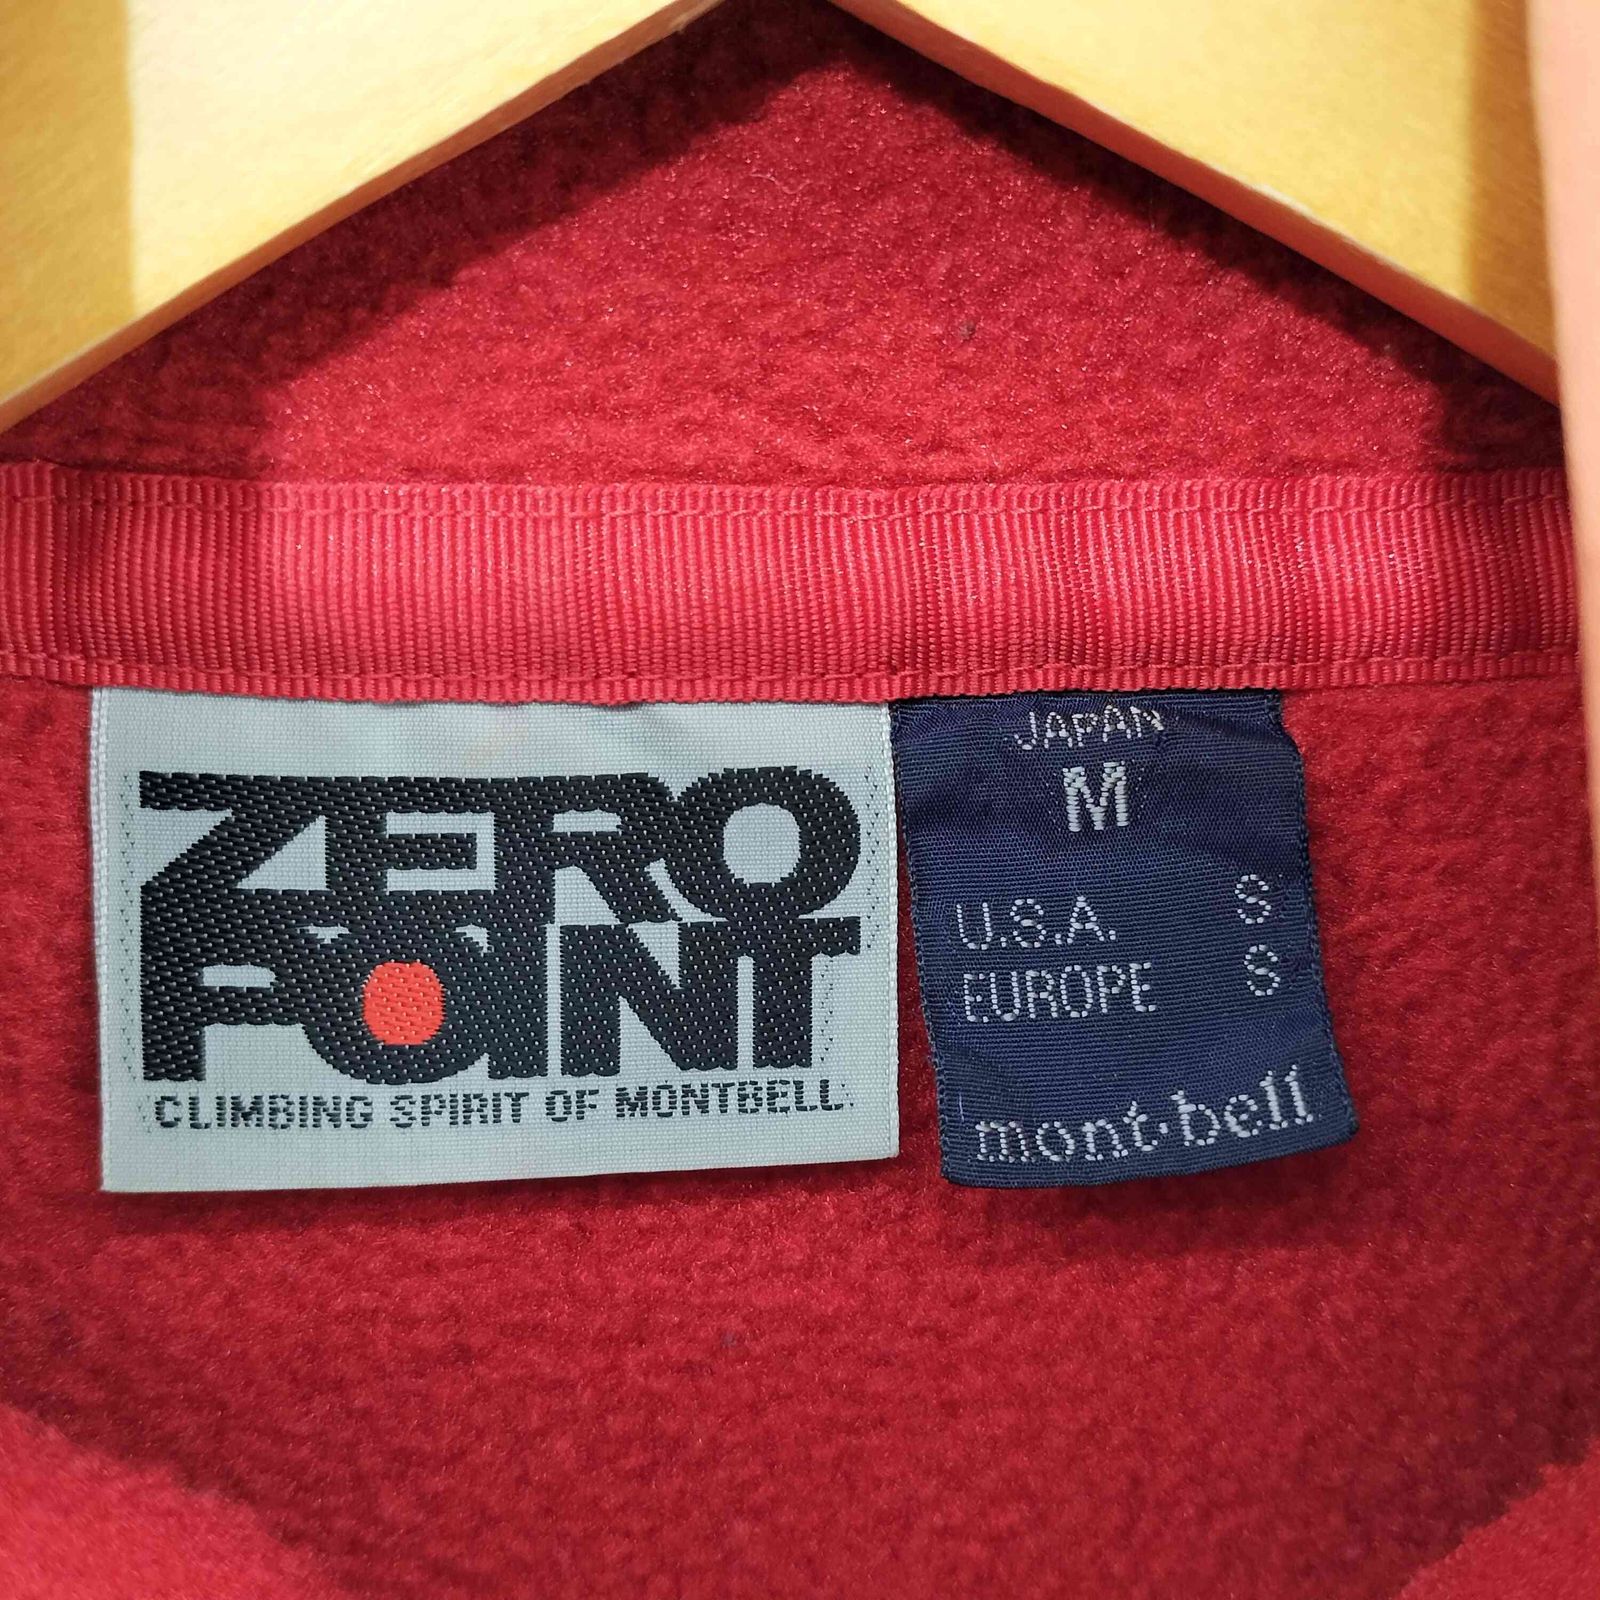 ZERO
POINT
CLIMBING SPIRIT OF MONTBELL
JAPAN
M
U.S.A. S
EUROPE S
mont·bell